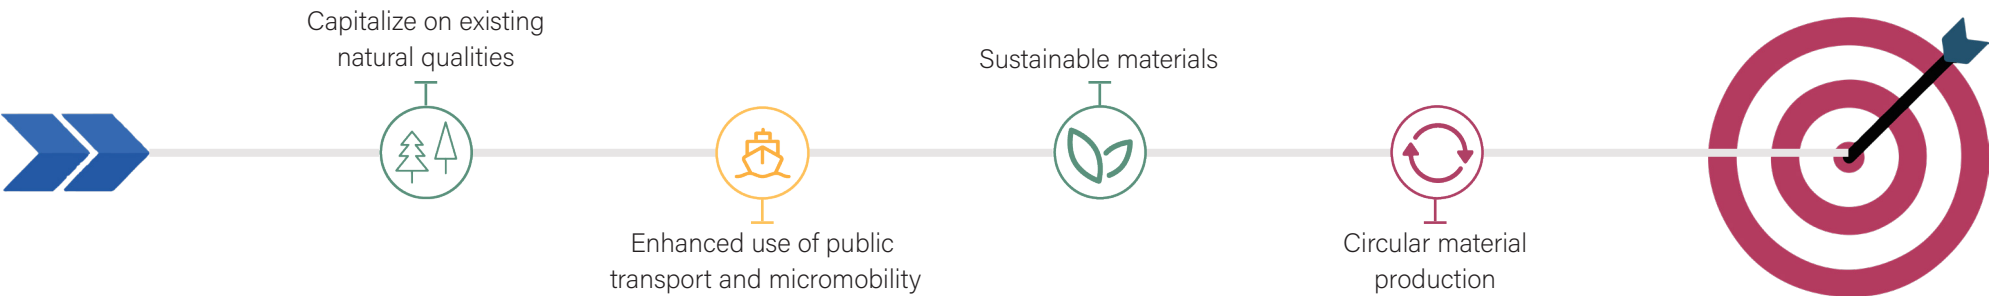 Capitalize on existing
natural qualities
Enhanced use of public
transport and micromobility
Sustainable materials
Circular material
production